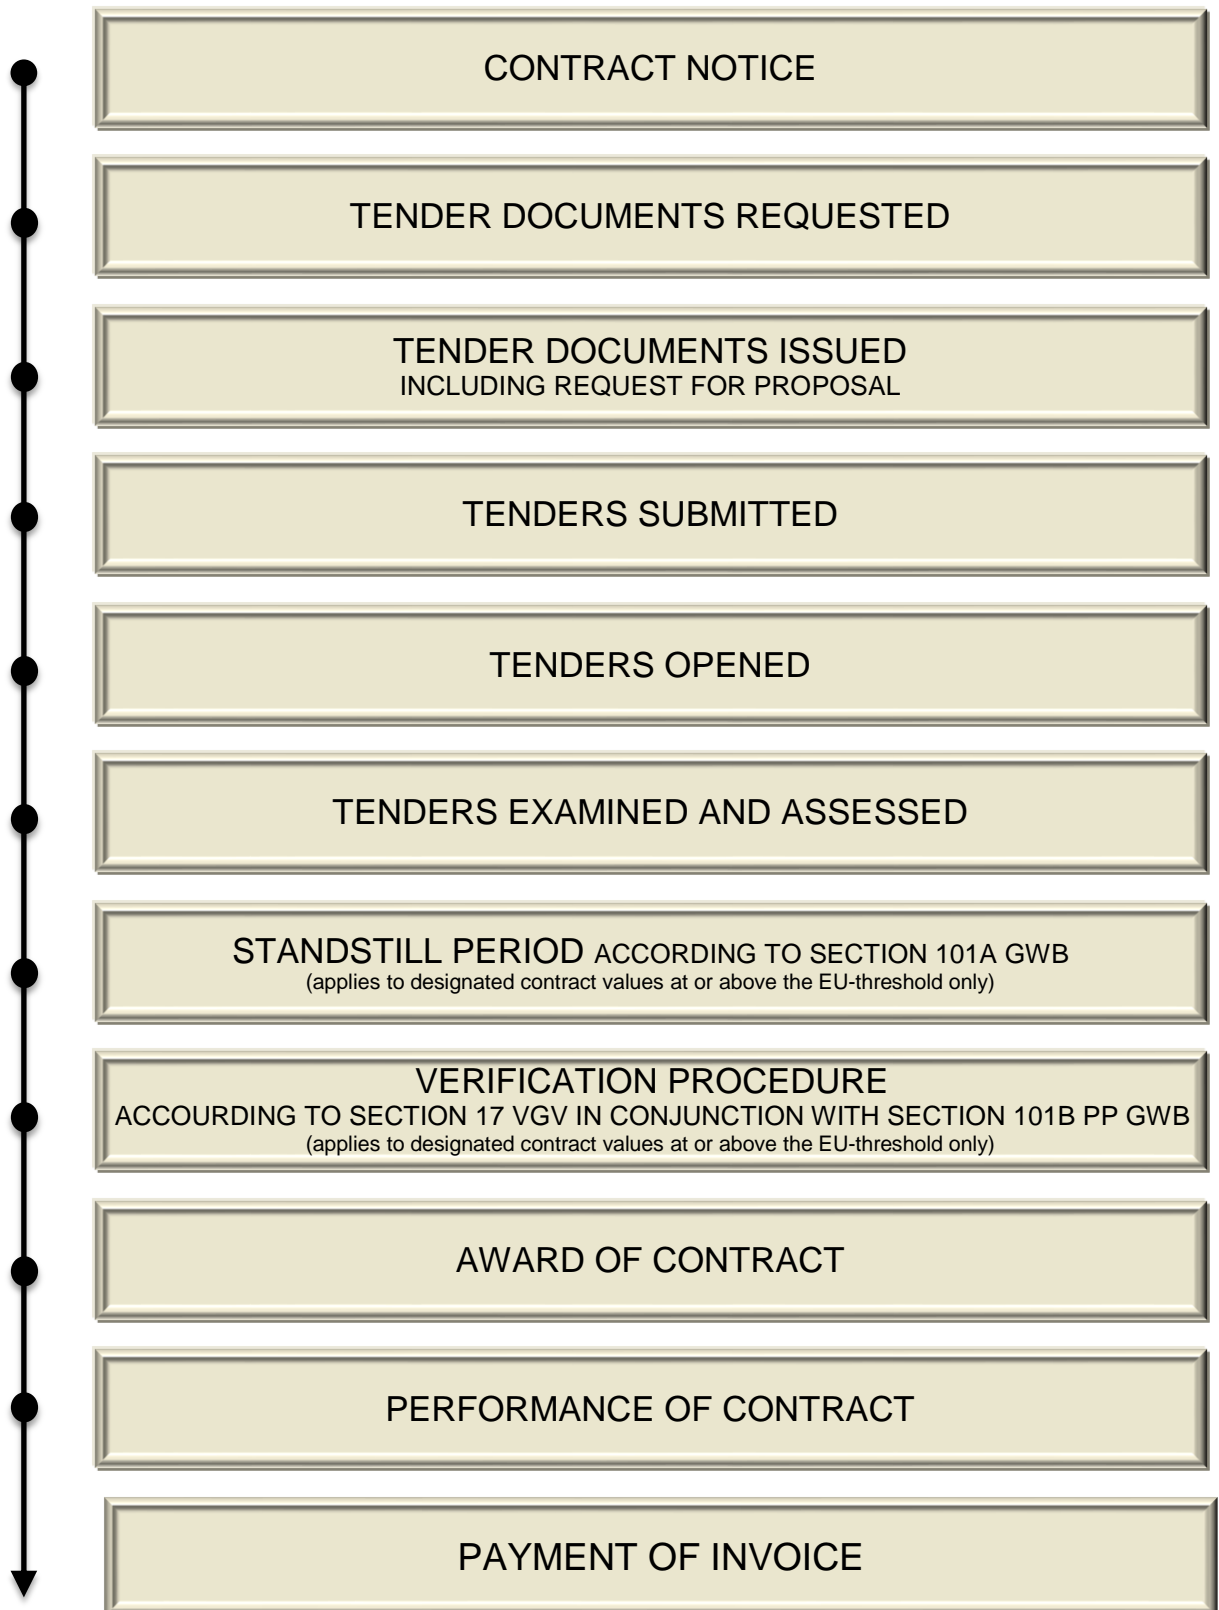 CONTRACT NOTICE
TENDER DOCUMENTS REQUESTED
TENDER DOCUMENTS ISSUED
INCLUDING REQUEST FOR PROPOSAL
TENDERS SUBMITTED
TENDERS OPENED
TENDERS EXAMINED AND ASSESSED
STANDSTILL PERIOD ACCORDING TO SECTION 101A GWB
(applies to designated contract values at or above the EU-threshold only)
VERIFICATION PROCEDURE
ACCOURDING TO SECTION 17 VGV IN CONJUNCTION WITH SECTION 101B PP GWB
(applies to designated contract values at or above the EU-threshold only)
AWARD OF CONTRACT
PERFORMANCE OF CONTRACT
PAYMENT OF INVOICE